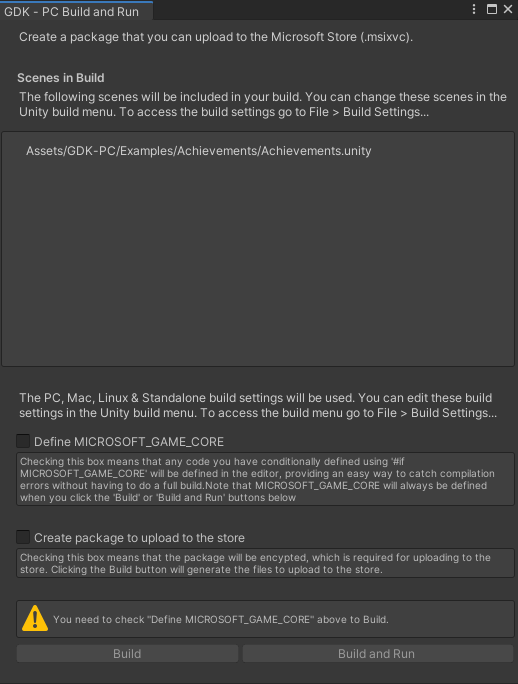 GDK - PC Build and Run
Create a package that you can upload to the Microsoft Store (.msixvc).
Scenes in Build
The following scenes will be included in your build. You can change these scenes in the
Unity build menu. To access the build settings go to File > Build Settings...
Assets/GDK-PC/Examples/Achievements/Achievements.unity
The PC, Mac, Linux & Standalone build settings will be used. You can edit these build
settings in the Unity build menu. To access the build menu go to File > Build Settings...
Define MICROSOFT_GAME_CORE
Checking this box means that any code you have conditionally defined using '#if
MICROSOFT_GAME_CORE' will be defined in the editor, providing an easy way to catch compilation
errors without having to do a full build.Note that MICROSOFT_GAME_CORE will always be defined
when you click the 'Build' or 'Build and Run' buttons below
Create package to upload to the store
Checking this box means that the package will be encypted, which is required for uploading to the
store. Clicking the Build button will generate the files to upload to the store.
You need to check "Define MICROSOFT_GAME_CORE" above to Build.
Build
Build and Run